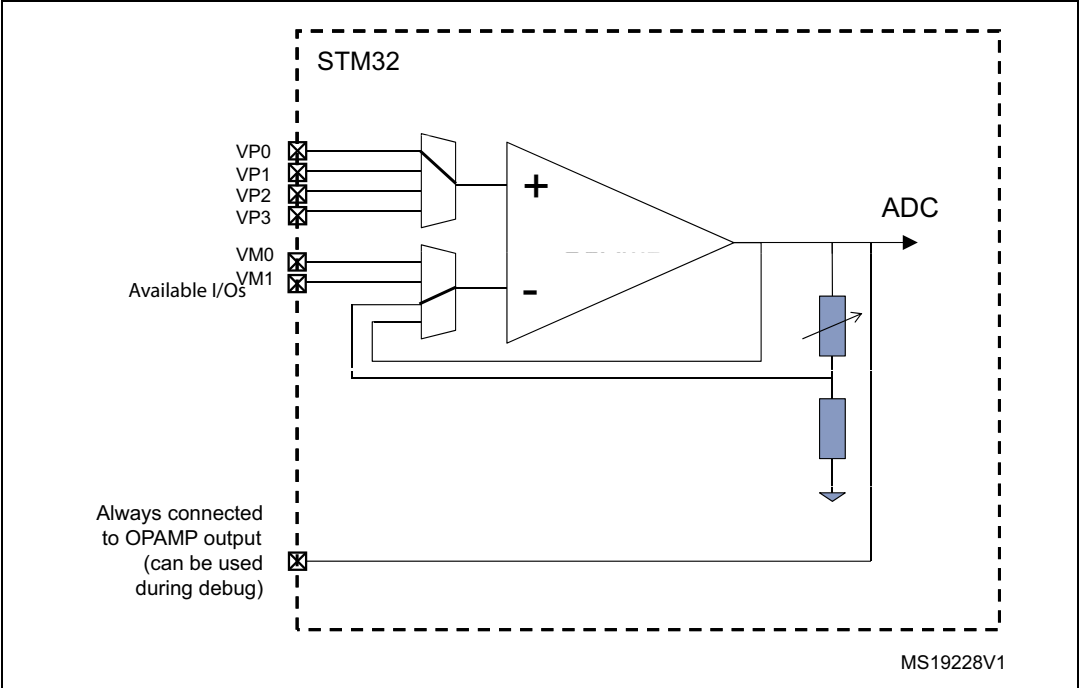 STM32
VP0
VP1
VP2
VP3
VM0
VM1
Available I/Os
+
-
ADC
Always connected
to OPAMP output
(can be used
during debug)
MS19228V1